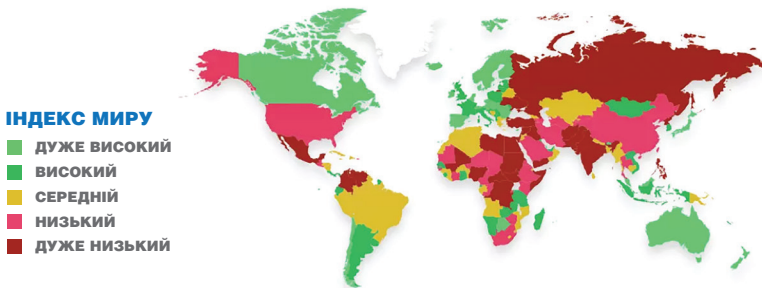 ІНДЕКС МИРУ
ДУЖЕ ВИСОКИЙ
ВИСОКИЙ
СЕРЕДНІЙ
НИЗЬКИЙ
ДУЖЕ НИЗЬКИЙ